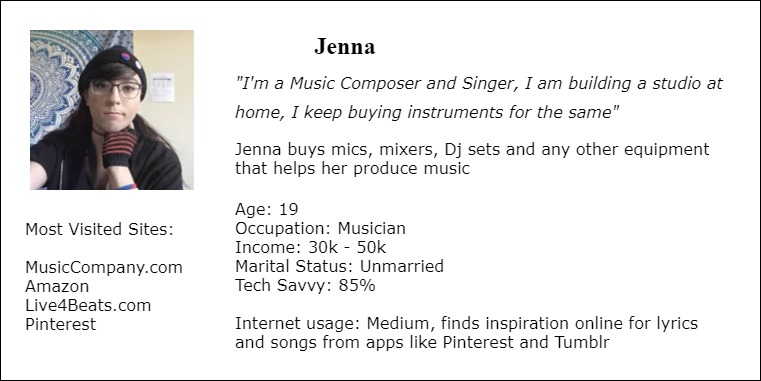 Jenna
"I'm a Music Composer and Singer, I am building a studio at
home, I keep buying instruments for the same"
Jenna buys mics, mixers, Dj sets and any other equipment
that helps her produce music
Age: 19
Occupation: Musician
Income: 30k - 50k
Marital Status: Unmarried
Tech Savvy: 85%
Internet usage: Medium, finds inspiration online for lyrics
and songs from apps like Pinterest and Tumblr
Most Visited Sites:
MusicCompany.com
Amazon
Live4Beats.com
Pinterest